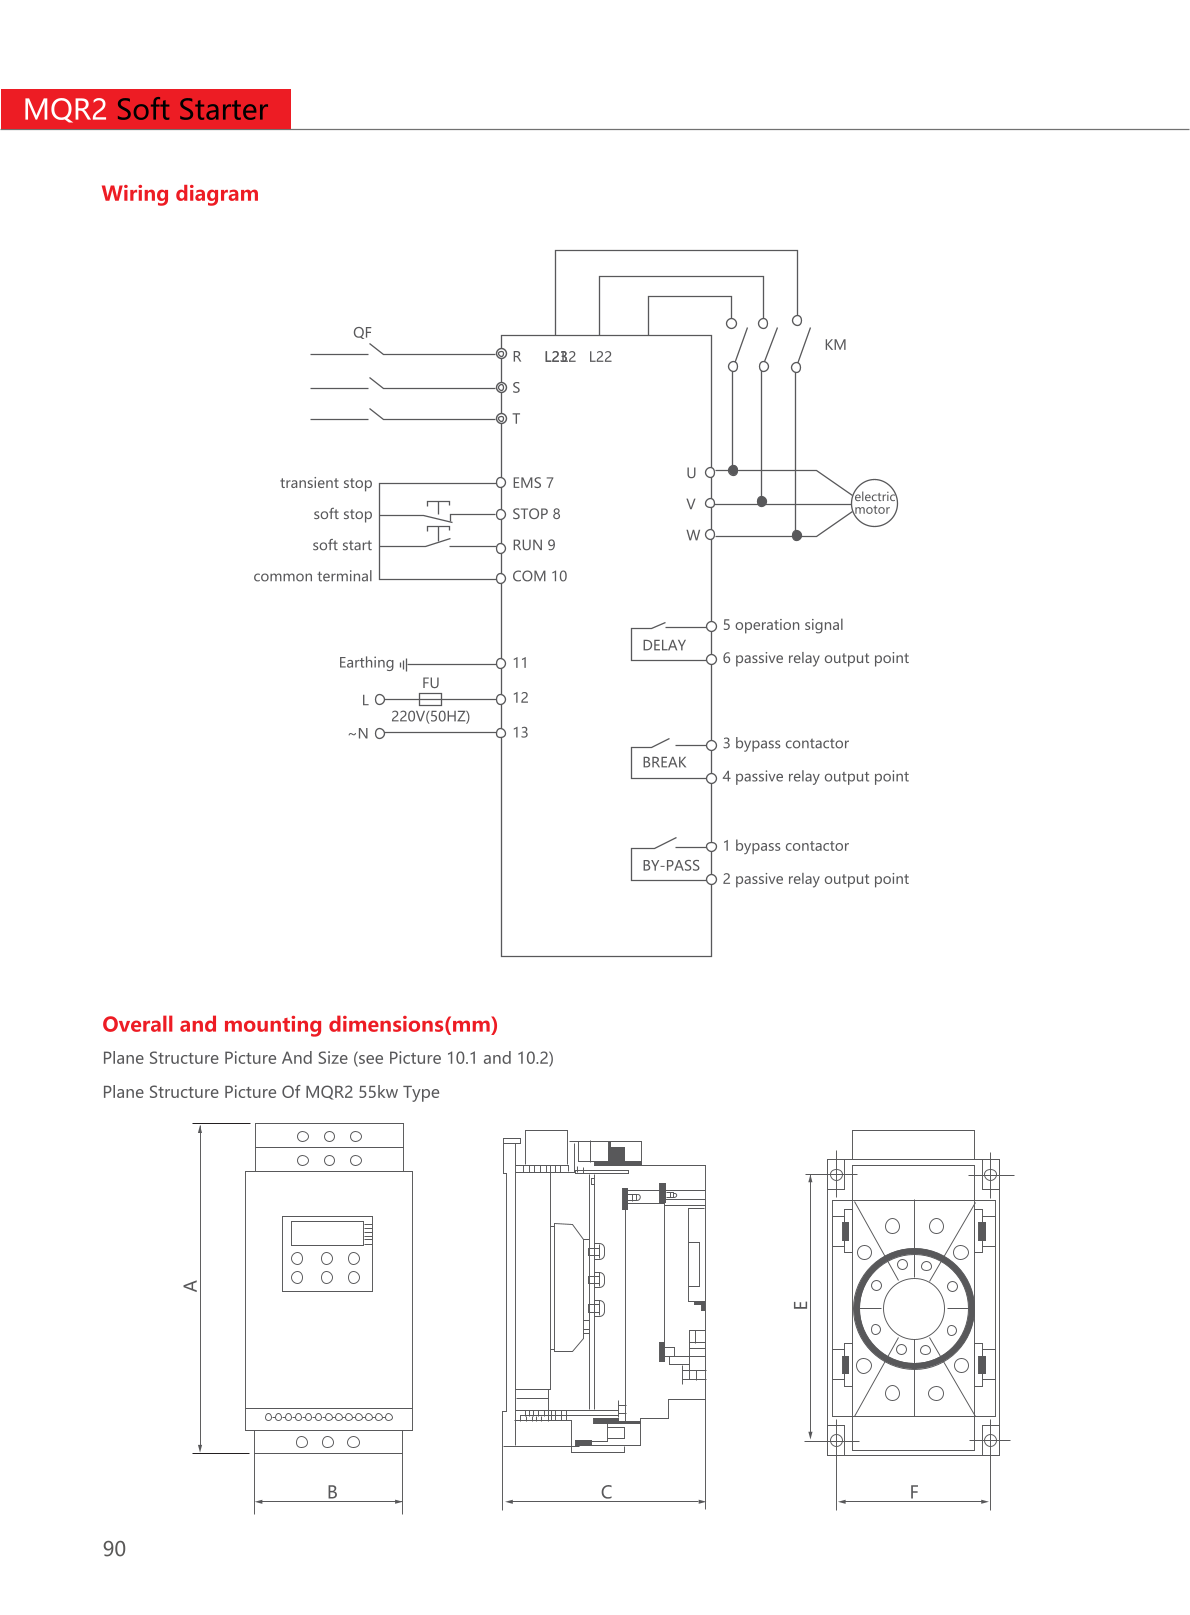 MQR2 Soft Starter
Wiring diagram
QF
KM
R L22
S
T
U
V
W
electric
motor
transient stop EMS 7
soft stop STOP 8
soft start RUN 9
common terminal COM 10
5 operation signal
DELAY
6 passive relay output point
Earthing 11
FU
L 12
220V(50HZ)
~N 13
3 bypass contactor
BREAK
4 passive relay output point
1 bypass contactor
BY-PASS
2 passive relay output point
Overall and mounting dimensions(mm)
Plane Structure Picture And Size (see Picture 10.1 and 10.2)
Plane Structure Picture Of MQR2 55kw Type
A
E
B
C
F
90